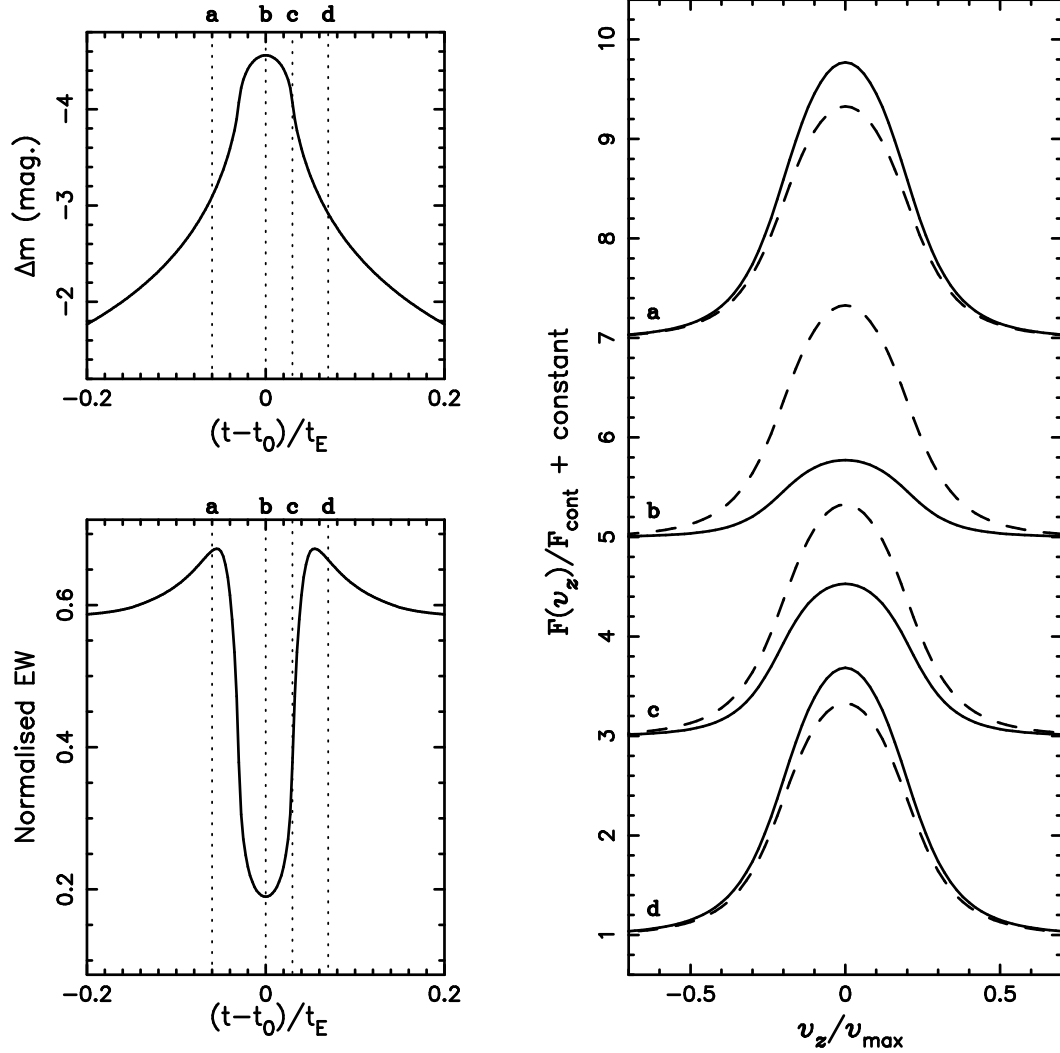 a b c d
Δm (mag.)
-4
-3
-2
-0.2 0 0.2
(t-t0)/tE
a b c d
Normalised EW
0.6
0.4
0.2
-0.2 0 0.2
(t-t0)/tE
F(vz)/Fcont + constant
10
9
8
7
6
5
4
3
2
1
a
b
c
d
-0.5 0 0.5
vz/vmax